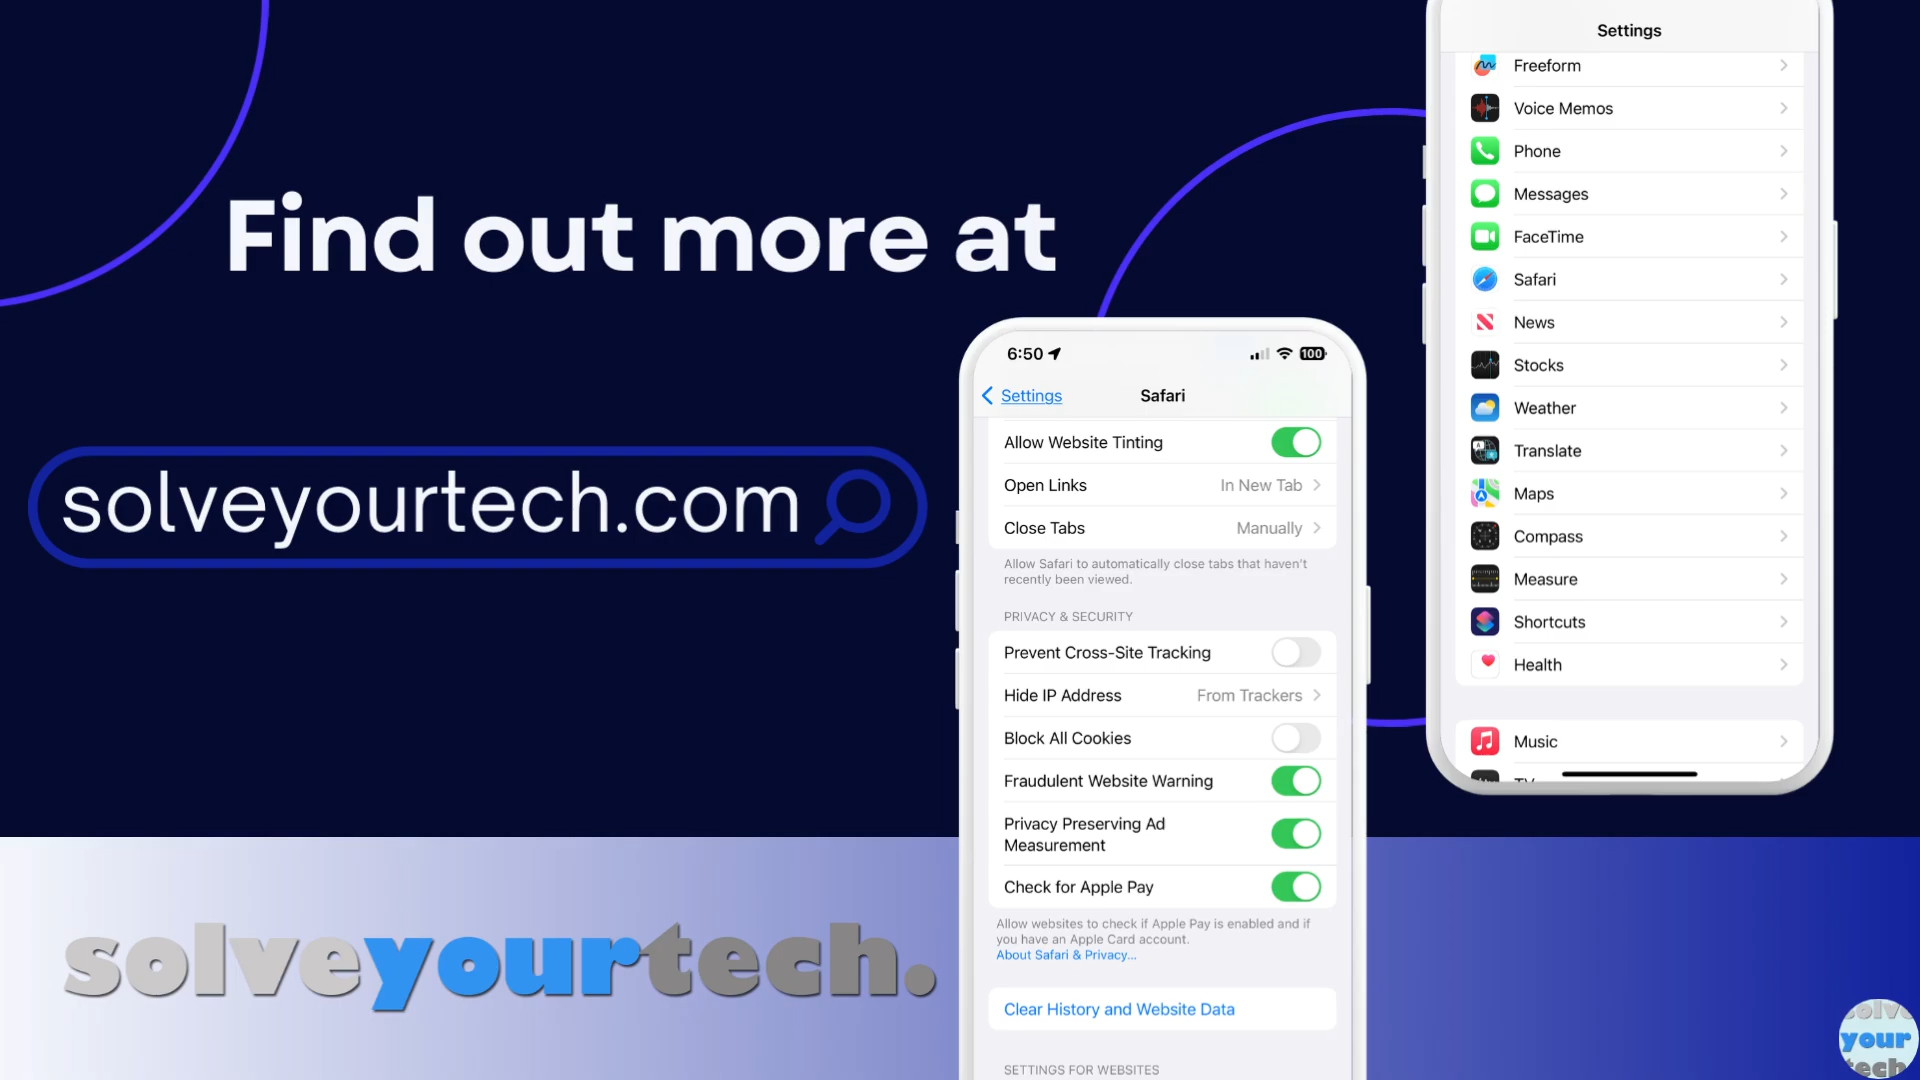 Find out more at
solveyourtech.com
solveyourtech.
6:50
100
Settings
Safari
Allow Website Tinting
Open Links
In New Tab
Close Tabs
Manually
Allow Safari to automatically close tabs that haven't
recently been viewed.
PRIVACY & SECURITY
Prevent Cross-Site Tracking
Hide IP Address
From Trackers
Block All Cookies
Fraudulent Website Warning
Privacy Preserving Ad
Measurement
Check for Apple Pay
Allow websites to check if Apple Pay is enabled and if
you have an Apple Card account.
About Safari & Privacy...
Clear History and Website Data
SETTINGS FOR WEBSITES
Settings
Freeform
Voice Memos
Phone
Messages
FaceTime
Safari
News
Stocks
Weather
Translate
Maps
Compass
Measure
Shortcuts
Health
Music
TV
solve
your
tech